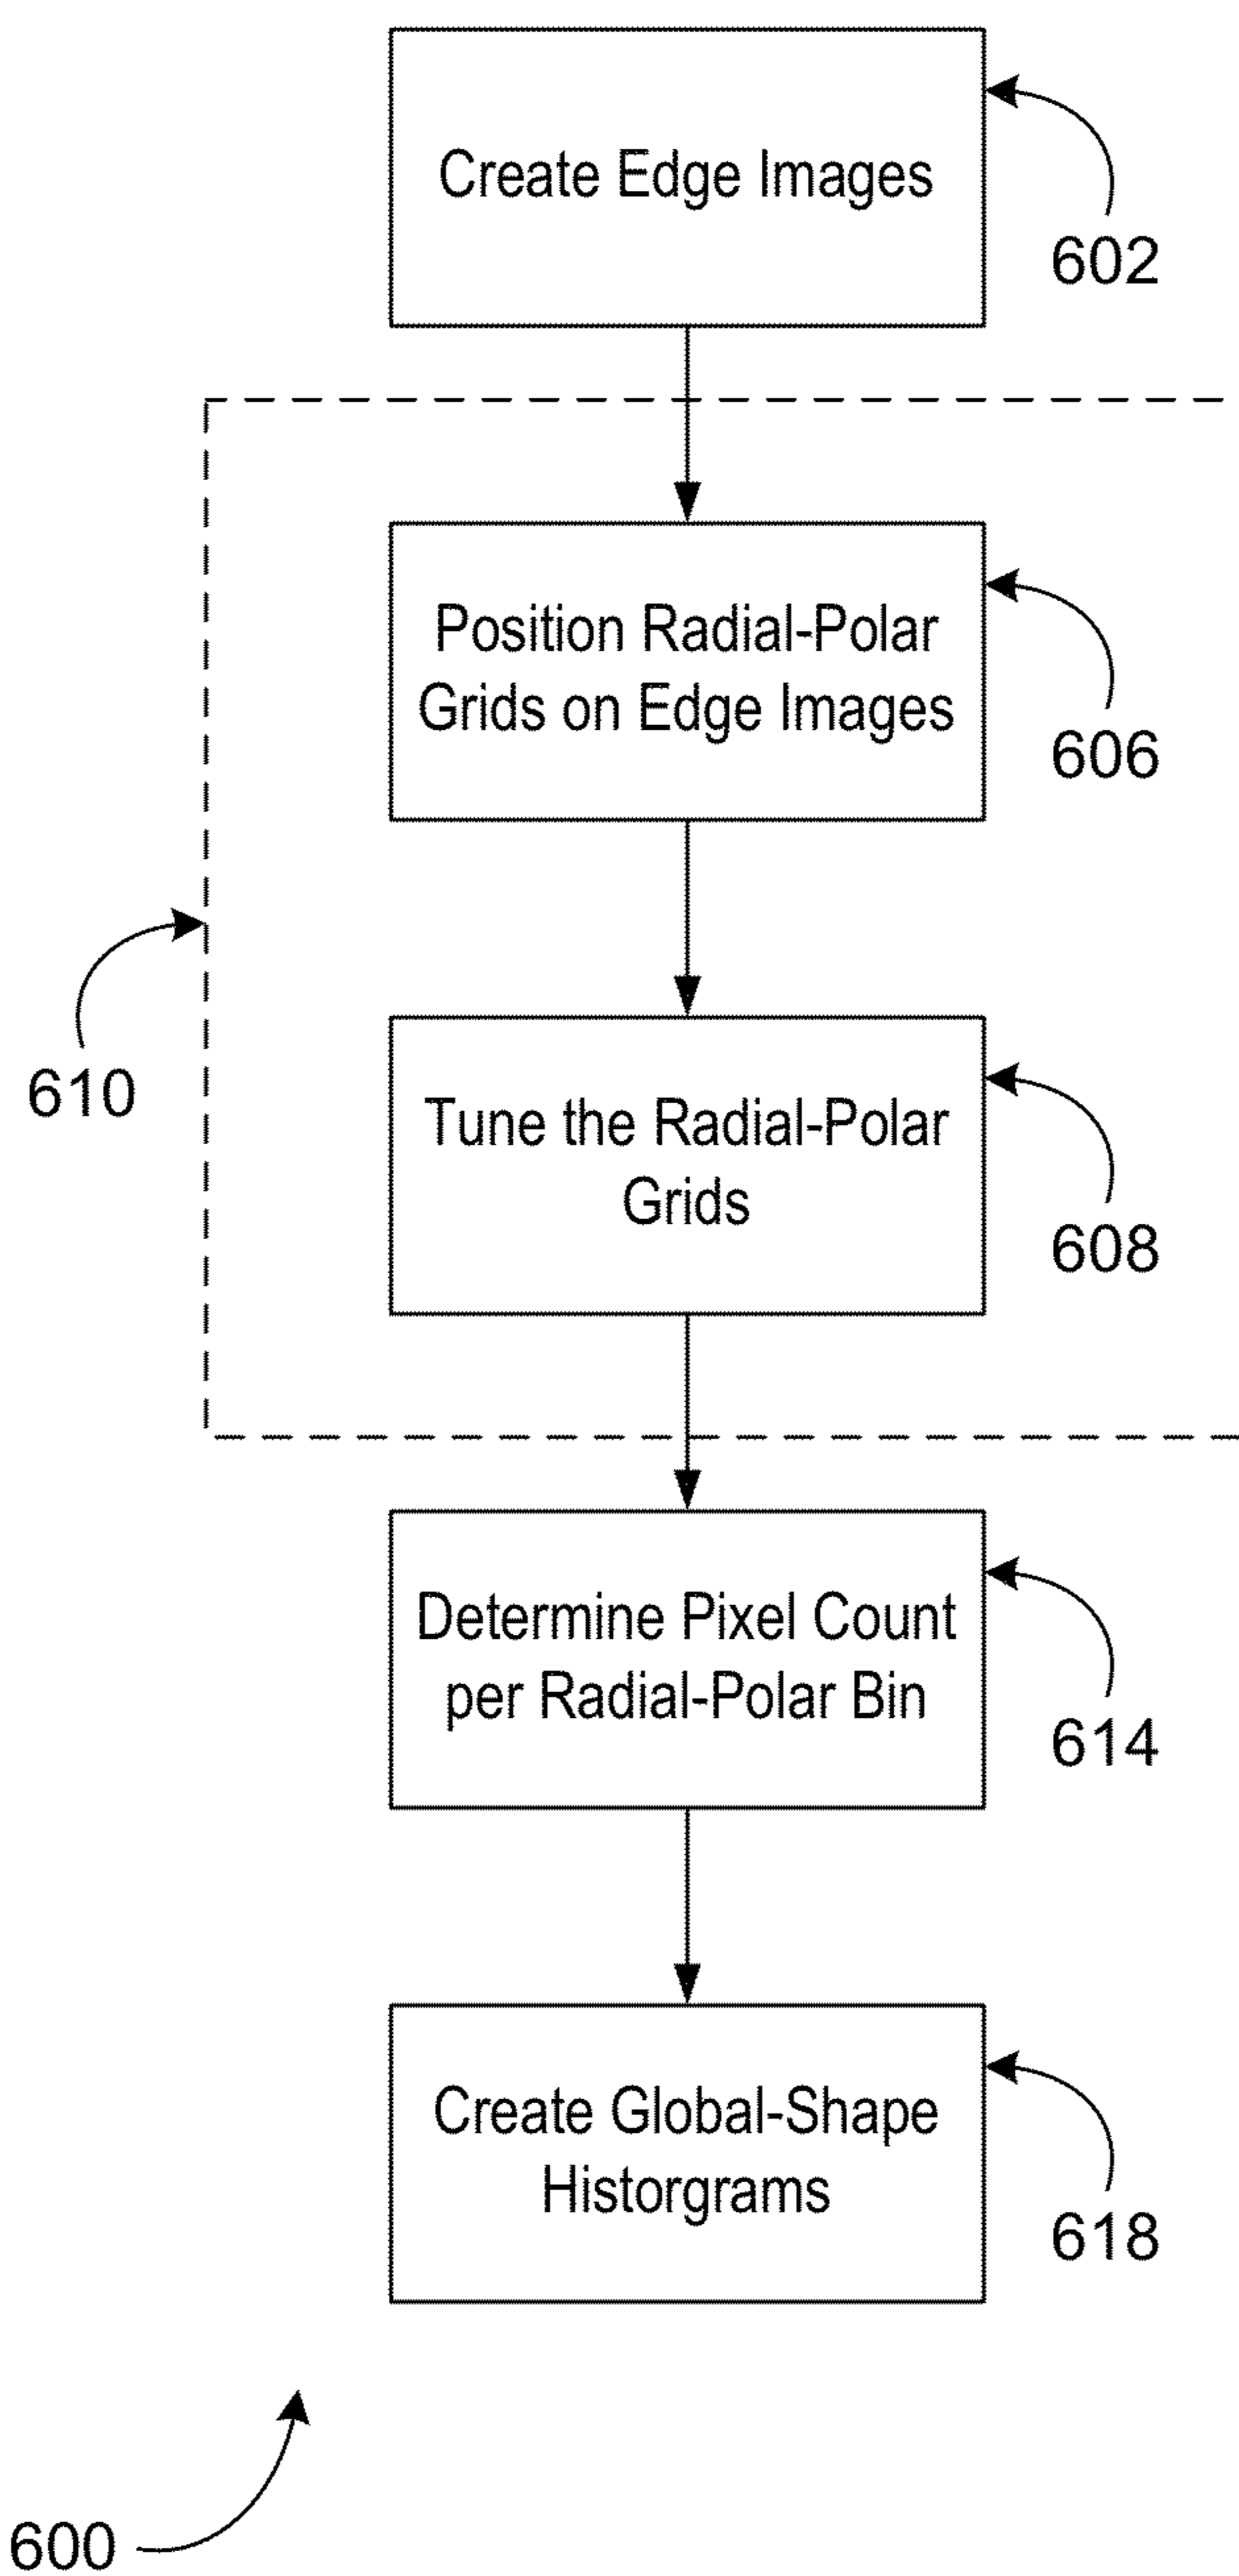 Create Edge Images
602
Position Radial-Polar
Grids on Edge Images
606
610
Tune the Radial-Polar
Grids
608
Determine Pixel Count
per Radial-Polar Bin
614
Create Global-Shape
Historgrams
618
600